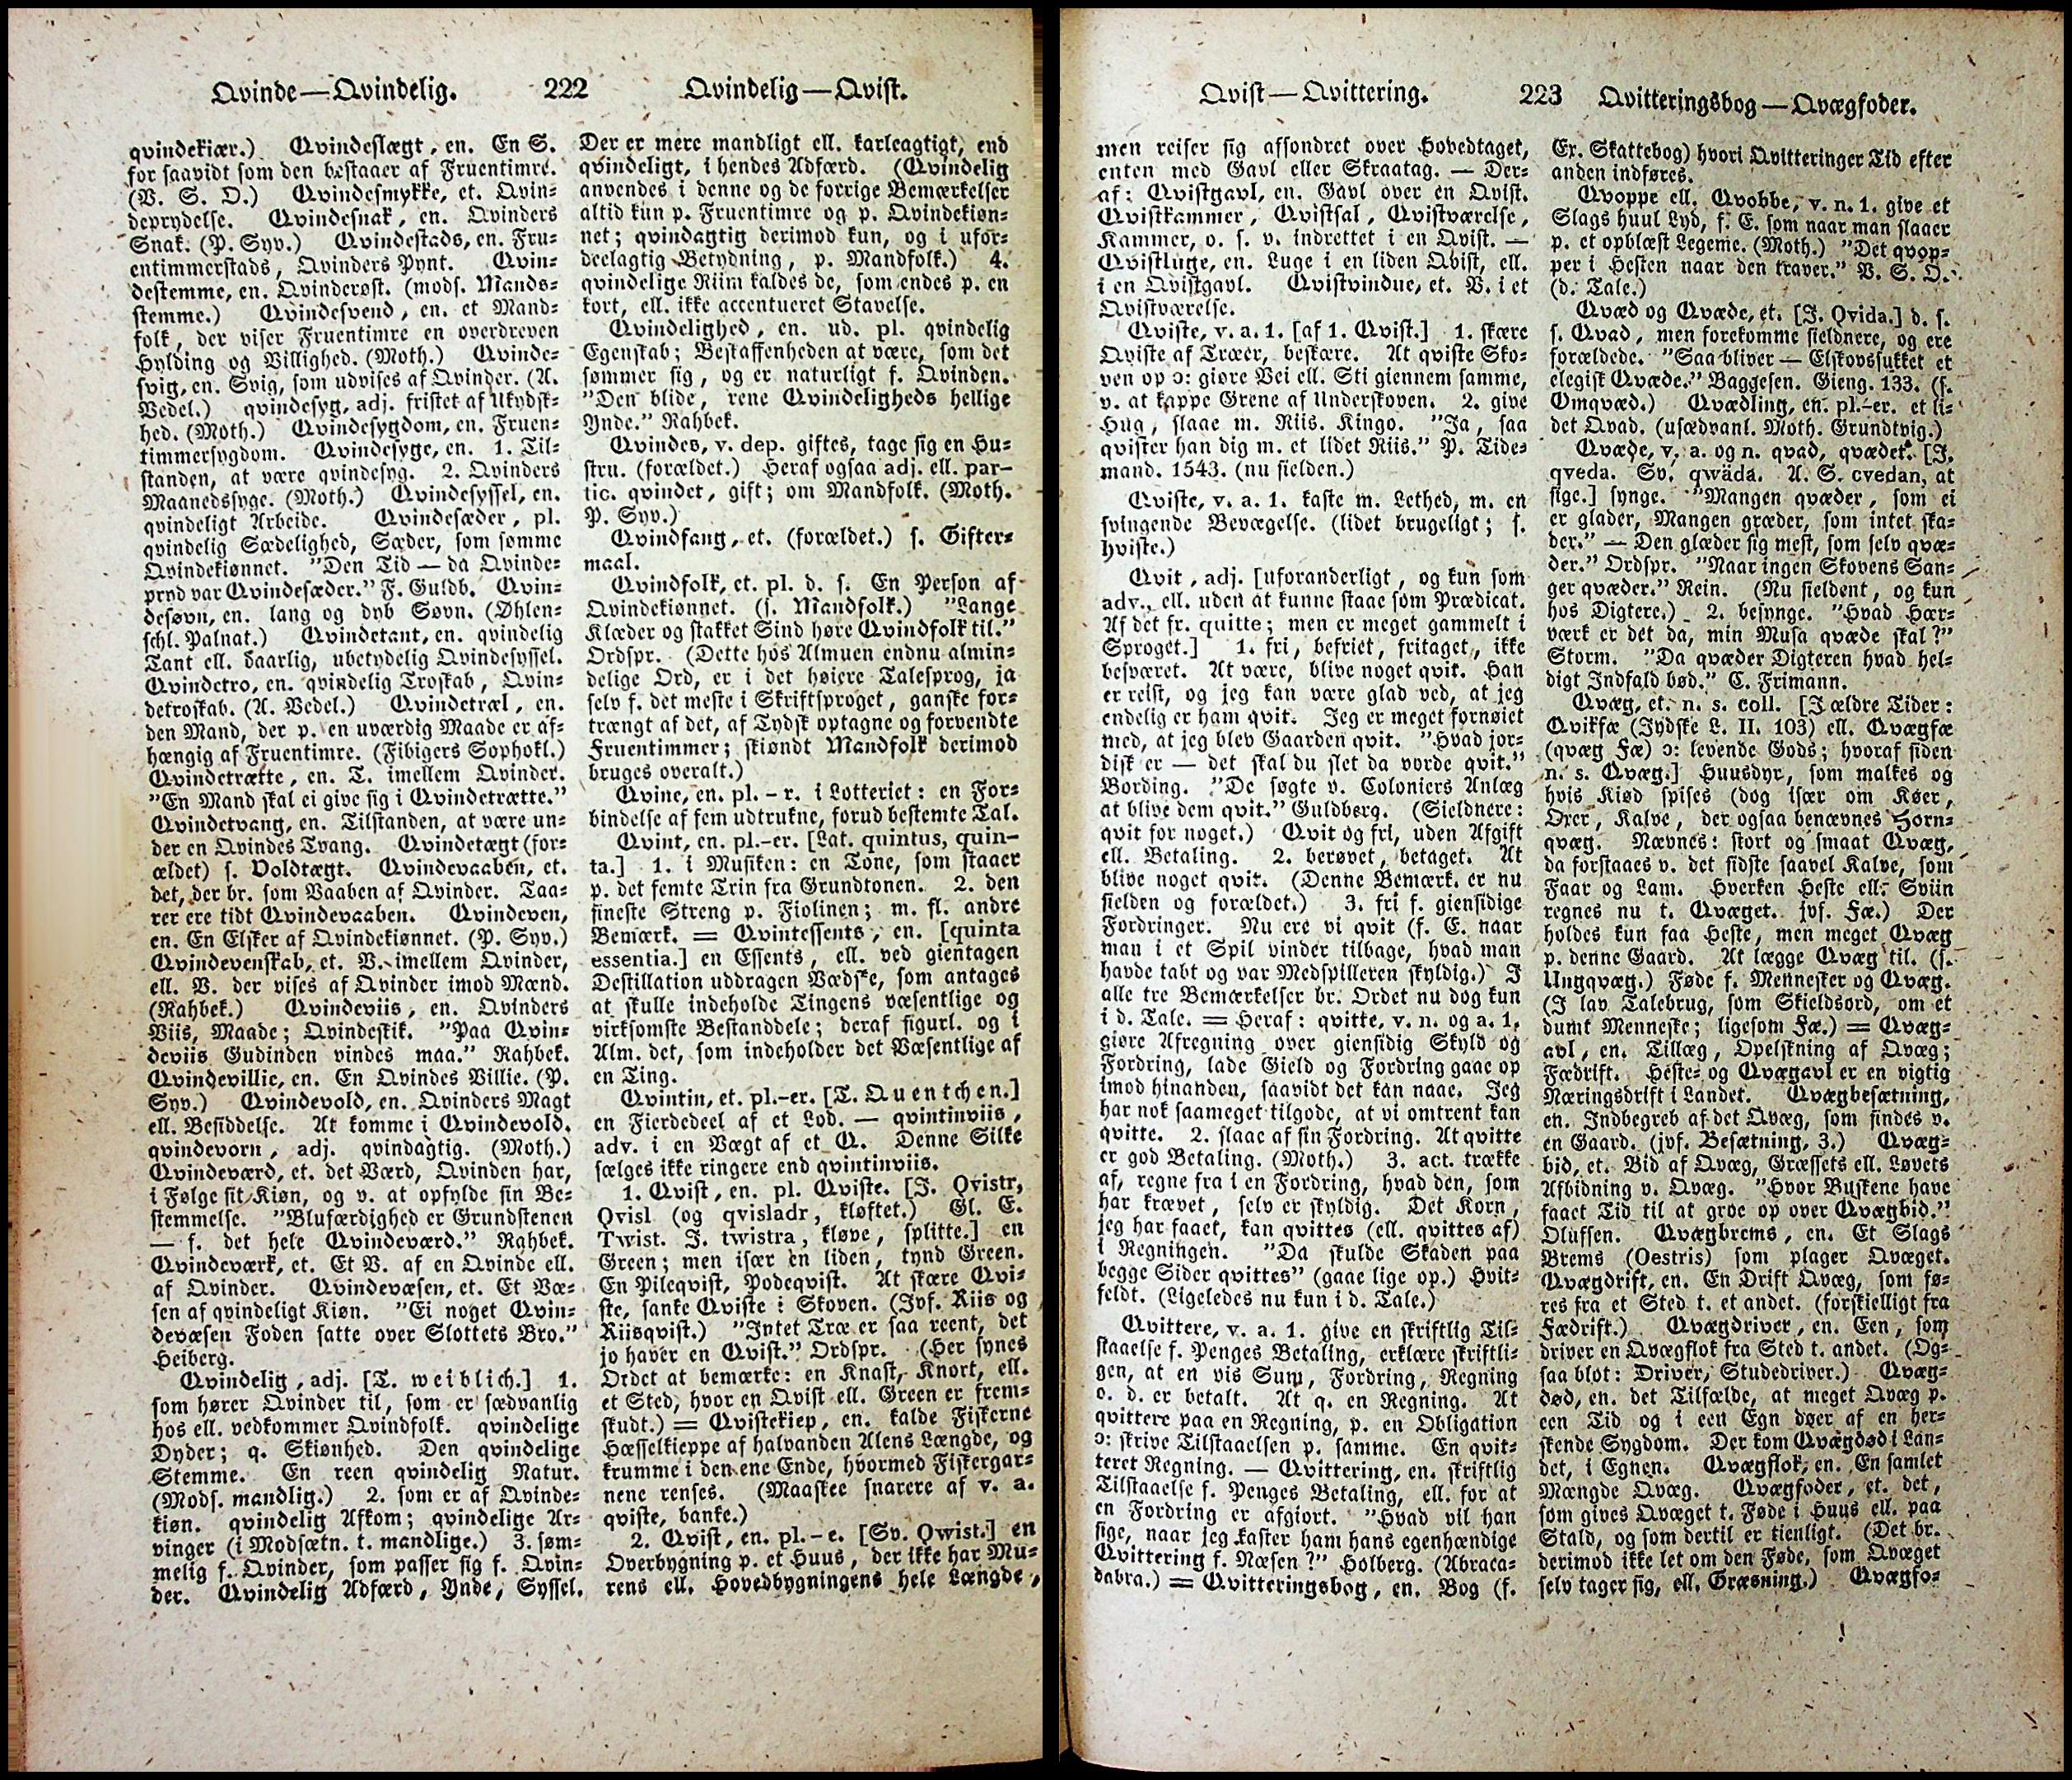 Qvinde—Qvindelig. 222 Qvindelig—Qvist.
qvindekiær.) Qvindeslægt, en. En S.
for saavidt som den bestaaer af Fruentimre.
(V. S. O.) Qvindesmykke, et. Qvin-
deprydelse. Qvindesnak, en. Qvinders
Snak. (P. Syv.) Qvindestads, en. Fru-
entimmerstads, Qvinders Pynt. Qvin-
destemme, en. Qvinderøst. (mods. Mands-
stemme.) Qvindesvend, en. et Mand-
folk, der viser Fruentimre en overdreven
Hylding og Villighed. (Moth.) Qvinde-
svig, en. Svig, som udvises af Qvinder. (A.
Vedel.) qvindesyg, adj. fristet af Ukydsk-
hed. (Moth.) Qvindesygdom, en. Fruen-
timmersygdom. Qvindesyge, en. 1. Til-
standen, at være qvindesyg. 2. Qvinders
Maanedssyge. (Moth.) Qvindesyssel, en.
qvindeligt Arbeide. Qvindesæder, pl.
qvindelig Sædelighed, Sæder, som sømme
Qvindekiønnet. "Den Tid — da Qvinde-
pryd var Qvindesæder." F. Guldb. Qvin-
desøvn, en. lang og dyb Søvn. (Øhlen-
schl. Palnat.) Qvindetant, en. qvindelig
Tant ell. daarlig, ubetydelig Qvindesyssel.
Qvindetro, en. qvindelig Troskab, Qvin-
detroskab. (A. Vedel.) Qvindetræl, en.
den Mand, der p. en uværdig Maade er af-
hængig af Fruentimre. (Fibigers Sophokl.)
Qvindetrætte, en. T. imellem Qvinder.
"En Mand skal ei give sig i Qvindetrætte."
Qvindetvang, en. Tilstanden, at være un-
der en Qvindes Tvang. Qvindetægt (for-
ældet) s. Voldtægt. Qvindevaaben, et.
det, der br. som Vaaben af Qvinder. Taa-
rer ere tidt Qvindevaaben. Qvindeven,
en. En Elsker af Qvindekiønnet. (P. Syv.)
Qvindevenskab, et. V. imellem Qvinder,
ell. V. der vises af Qvinder imod Mænd.
(Rahbek.) Qvindeviis, en. Qvinders
Viis, Maade; Qvindeskik. "Paa Qvin-
deviis Gudinden vindes maa." Rahbek.
Qvindevillie, en. En Qvindes Villie. (P.
Syv.) Qvindevold, en. Qvinders Magt
ell. Besiddelse. At komme i Qvindevold.
qvindevorn, adj. qvindagtig. (Moth.)
Qvindeværd, et. det Værd, Qvinden har,
i Følge sit Kiøn, og v. at opfylde sin Be-
stemmelse. "Blufærdighed er Grundstenen
— f. det hele Qvindeværd." Rahbek.
Qvindeværk, et. Et V. af en Qvinde ell.
af Qvinder. Qvindevæsen, et. Et Væ-
sen af qvindeligt Kiøn. "Ei noget Qvin-
devæsen Foden satte over Slottets Bro."
Heiberg.
Qvindelig, adj. [T. weiblich.] 1.
som hører Qvinder til, som er sædvanlig
hos ell. vedkommer Qvindfolk. qvindelige
Dyder; q. Skiønhed. Den qvindelige
Stemme. En reen qvindelig Natur.
(Mods. mandlig.) 2. som er af Qvinde-
kiøn. qvindelig Afkom; qvindelige Ar-
vinger (i Modsætn. t. mandlige.) 3. søm-
melig f. Qvinder, som passer sig f. Qvin-
der. Qvindelig Adfærd, Ynde, Syssel.
Der er mere mandligt ell. karleagtigt, end
qvindeligt, i hendes Adfærd. (Qvindelig
anvendes i denne og de forrige Bemærkelser
altid kun p. Fruentimre og p. Qvindekiøn-
net; qvindagtig derimod kun, og i ufor-
deelagtig Betydning, p. Mandfolk.) 4.
qvindelige Riim kaldes de, som endes p. en
kort, ell. ikke accentueret Stavelse.
Qvindelighed, en. ud. pl. qvindelig
Egenskab; Beskaffenheden at være, som det
sømmer sig, og er naturligt f. Qvinden.
"Den blide, rene Qvindeligheds hellige
Ynde." Rahbek.
Qvindes, v. dep. giftes, tage sig en Hu-
stru. (forældet.) Heraf ogsaa adj. ell. par-
tic. qvindet, gift; om Mandfolk. (Moth.
P. Syv.)
Qvindfang, et. (forældet.) s. Gifter-
maal.
Qvindfolk, et. pl. d. s. En Person af
Qvindekiønnet. (s. Mandfolk.) "Lange
Klæder og stakket Sind høre Qvindfolk til."
Ordspr. (Dette hos Almuen endnu almin-
delige Ord, er i det høiere Talesprog, ja
selv f. det meste i Skriftsproget, ganske for-
trængt af det, af Tydsk optagne og forvendte
Fruentimmer; skiøndt Mandfolk derimod
bruges overalt.)
Qvine, en. pl. -r. i Lotteriet: en For-
bindelse af fem udtrukne, forud bestemte Tal.
Qvint, en. pl.-er. [Lat. quintus, quin-
ta.] 1. i Musiken: en Tone, som staaer
p. det femte Trin fra Grundtonen. 2. den
fineste Streng p. Fiolinen; m. fl. andre
Bemærk. = Qvintessents, en. [quinta
essentia.] en Essents, ell. ved gientagen
Destillation uddragen Vædske, som antages
at skulle indeholde Tingens væsentlige og
virksomste Bestanddele; deraf figurl. og i
Alm. det, som indeholder det Væsentlige af
en Ting.
Qvintin, et. pl.-er. [T. Quentchen.]
en Fierdedeel af et Lod. — qvintinviis,
adv. i en Vægt af et Q. Denne Silke
sælges ikke ringere end qvintinviis.
1. Qvist, en. pl. Qviste. [J. Qvistr,
Qvisl (og qvisladr, kløftet.) Gl. E.
Twist. J. twistra, kløve, splitte.] en
Green; men især en liden, tynd Green.
En Pileqvist, Podeqvist. At skære Qvi-
ste, sanke Qviste i Skoven. (Jvf. Riis og
Riisqvist.) "Intet Træ er saa reent, det
jo haver en Qvist." Ordspr. (Her synes
Ordet at bemærke: en Knast, Knort, ell.
et Sted, hvor en Qvist ell. Green er frem-
skudt.) = Qvistekiep, en. kalde Fiskerne
Hæsselkieppe af halvanden Alens Længde, og
krumme i den ene Ende, hvormed Fiskergar-
nene renses. (Maaskee snarere af v. a.
qviste, banke.)
2. Qvist, en. pl.-e. [Sv. Qwist.] en
Overbygning p. et Huus, der ikke har Mu-
rens ell. Hovedbygningens hele Længde,
Qvist—Qvittering. 223 Qvitteringsbog—Qvægfoder.
men reiser sig afsondret over Hovedtaget,
enten med Gavl eller Skraatag. — Der-
af: Qvistgavl, en. Gavl over en Qvist.
Qvistkammer, Qvistsal, Qvistværelse,
Kammer, o. s. v. indrettet i en Qvist. —
Qvistluge, en. Luge i en liden Qvist, ell.
i en Qvistgavl. Qvistvindue, et. V. i et
Qvistværelse.
Qviste, v. a. 1. [af 1. Qvist.] 1. skære
Qviste af Træer, beskære. At qviste Sko-
ven op ɔ: giøre Vei ell. Sti giennem samme,
v. at kappe Grene af Underskoven. 2. give
Hug, slaae m. Riis. Kingo. "Ja, saa
qvister han dig m. et lidet Riis." P. Tide-
mand. 1543. (nu sielden.)
Qviste, v. a. 1. kaste m. Lethed, m. en
svingende Bevægelse. (lidet brugeligt; s.
hviste.)
Qvit, adj. [uforanderligt, og kun som
adv., ell. uden at kunne staae som Prædicat.
Af det fr. quitte; men er meget gammelt i
Sproget.] 1. fri, befriet, fritaget, ikke
besværet. At være, blive noget qvit. Han
er reist, og jeg kan være glad ved, at jeg
endelig er ham qvit. Jeg er meget fornøiet
med, at jeg blev Gaarden qvit. "Hvad jor-
disk er — det skal du slet da vorde qvit."
Bording. "De søgte v. Coloniers Anlæg
at blive dem qvit." Guldberg. (Sieldnere:
qvit for noget.) Qvit og fri, uden Afgift
ell. Betaling. 2. berøvet, betaget. At
blive noget qvit. (Denne Bemærk. er nu
sielden og forældet.) 3. fri f. giensidige
Fordringer. Nu ere vi qvit (f. E. naar
man i et Spil vinder tilbage, hvad man
havde tabt og var Medspilleren skyldig.) I
alle tre Bemærkelser br. Ordet nu dog kun
i d. Tale. = Heraf: qvitte, v. n. og a. 1.
giøre Afregning over giensidig Skyld og
Fordring, lade Gield og Fordring gaae op
imod hinanden, saavidt det kan naae. Jeg
har nok saameget tilgode, at vi omtrent kan
qvitte. 2. slaae af sin Fordring. At qvitte
er god Betaling. (Moth.) 3. act. trække
af, regne fra i en Fordring, hvad den, som
har krævet, selv er skyldig. Det Korn,
jeg har faaet, kan qvittes (ell. qvittes af)
i Regningen. "Da skulde Skaden paa
begge Sider qvittes" (gaae lige op.) Hvit-
feldt. (Ligeledes nu kun i d. Tale.)
Qvittere, v. a. 1. give en skriftlig Til-
staaelse f. Penges Betaling, erklære skriftli-
gen, at en vis Sum, Fordring, Regning
o. d. er betalt. At q. en Regning. At
qvittere paa en Regning, p. en Obligation
ɔ: skrive Tilstaaelsen p. samme. En qvit-
teret Regning. — Qvittering, en. skriftlig
Tilstaaelse f. Penges Betaling, ell. for at
en Fordring er afgiort. "Hvad vil han
sige, naar jeg kaster ham hans egenhændige
Qvittering f. Næsen?" Holberg. (Abraca-
dabra.) = Qvitteringsbog, en. Bog (f.
Ex. Skattebog) hvori Qvitteringer Tid efter
anden indføres.
Qvoppe ell. Qvobbe, v. n. 1. give et
Slags huul Lyd, f. E. som naar man slaaer
p. et opblæst Legeme. (Moth.) "Det qvop-
per i Hesten naar den traver." V. S. O.
(d. Tale.)
Qvæd og Qvæde, et. [J. Qvida.] d. s.
s. Qvad, men forekomme sieldnere, og ere
forældede. "Saa bliver — Elskovssukket et
elegisk Qvæde." Baggesen. Gieng. 133. (s.
Omqvæd.) Qvædling, en. pl.-er. et li-
det Qvad. (usædvanl. Moth. Grundtvig.)
Qvæde, v. a. og n. qvad, qvædet. [J.
qveda. Sv. qwäda. A. S. cvedan, at
sige.] synge. "Mangen qvæder, som ei
er glader, Mangen græder, som intet ska-
der." — Den glæder sig mest, som selv qvæ-
der." Ordspr. "Naar ingen Skovens San-
ger qvæder." Rein. (Nu sieldent, og kun
hos Digtere.) 2. besynge. "Hvad Hær-
værk er det da, min Musa qvæde skal?"
Storm. "Da qvæder Digteren hvad hel-
digt Indfald bød." C. Frimann.
Qvæg, et. n. s. coll. [I ældre Tider:
Qvikfæ (Jydske L. II. 103) ell. Qvægfæ
(qvæg Fæ) ɔ: levende Gods; hvoraf siden
n. s. Qvæg.] Huusdyr, som malkes og
hvis Kiød spises (dog især om Køer,
Oxer, Kalve, der ogsaa benævnes Horn-
qvæg. Nævnes: stort og smaat Qvæg,
da forstaaes v. det sidste saavel Kalve, som
Faar og Lam. Hverken Heste ell. Sviin
regnes nu t. Qvæget. jvf. Fæ.) Der
holdes kun faa Heste, men meget Qvæg
p. denne Gaard. At lægge Qvæg til. (s.
Ungqvæg.) Føde f. Mennesker og Qvæg.
(I lav Talebrug, som Skieldsord, om et
dumt Menneske; ligesom Fæ.) = Qvæg-
avl, en. Tillæg, Opelskning af Qvæg;
Fædrift. Heste- og Qvægavl er en vigtig
Næringsdrift i Landet. Qvægbesætning,
en. Indbegreb af det Qvæg, som findes v.
en Gaard. (jvf. Besætning, 3.) Qvæg-
bid, et. Bid af Qvæg, Græssets ell. Løvets
Afbidning v. Qvæg. "Hvor Buskene have
faaet Tid til at groe op over Qvægbid."
Olufsen. Qvægbrems, en. Et Slags
Brems (Oestris) som plager Qvæget.
Qvægdrift, en. En Drift Qvæg, som fø-
res fra et Sted t. et andet. (forskielligt fra
Fædrift.) Qvægdriver, en. Een, som
driver en Qvægflok fra Sted t. andet. (Og-
saa blot: Driver, Studedriver.) Qvæg-
død, en. det Tilfælde, at meget Qvæg p.
een Tid og i een Egn døer af en her-
skende Sygdom. Der kom Qvægdød i Lan-
det, i Egnen. Qvægflok, en. En samlet
Mængde Qvæg. Qvægfoder, et. det,
som gives Qvæget t. Føde i Huus ell. paa
Stald, og som dertil er tienligt. (Det br.
derimod ikke let om den Føde, som Qvæget
selv tager sig, ell. Græsning.) Qvægfo-